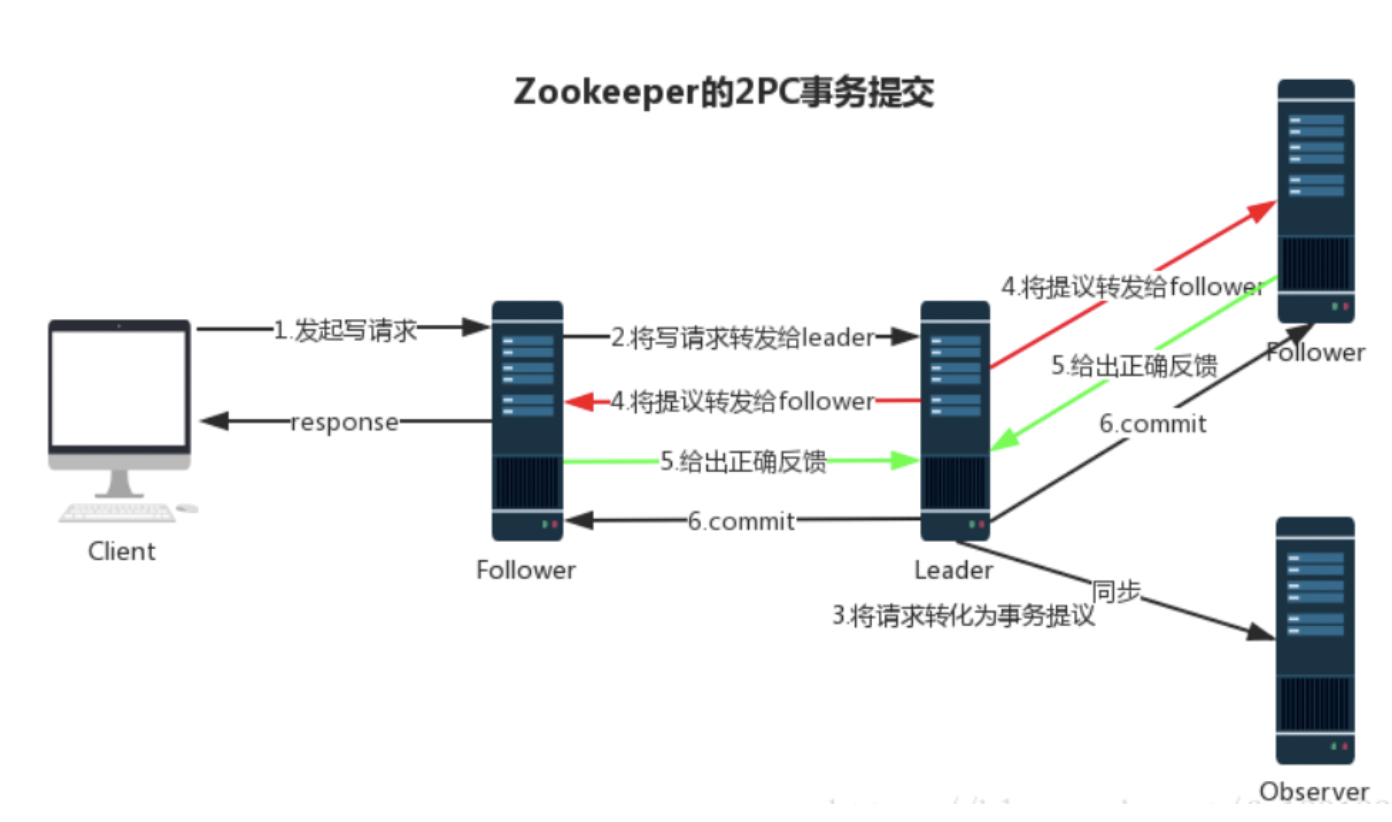 Zookeeper的2PC事务提交
1.发起写请求
2.将写请求转发给leader
4.将提议转发给follower
5.给出正确反馈
Follower
4.将提议转发给follower
response
6.commit
5.给出正确反馈
6.commit
Client
Follower
Leader
同步
3.将请求转化为事务提议
Observer